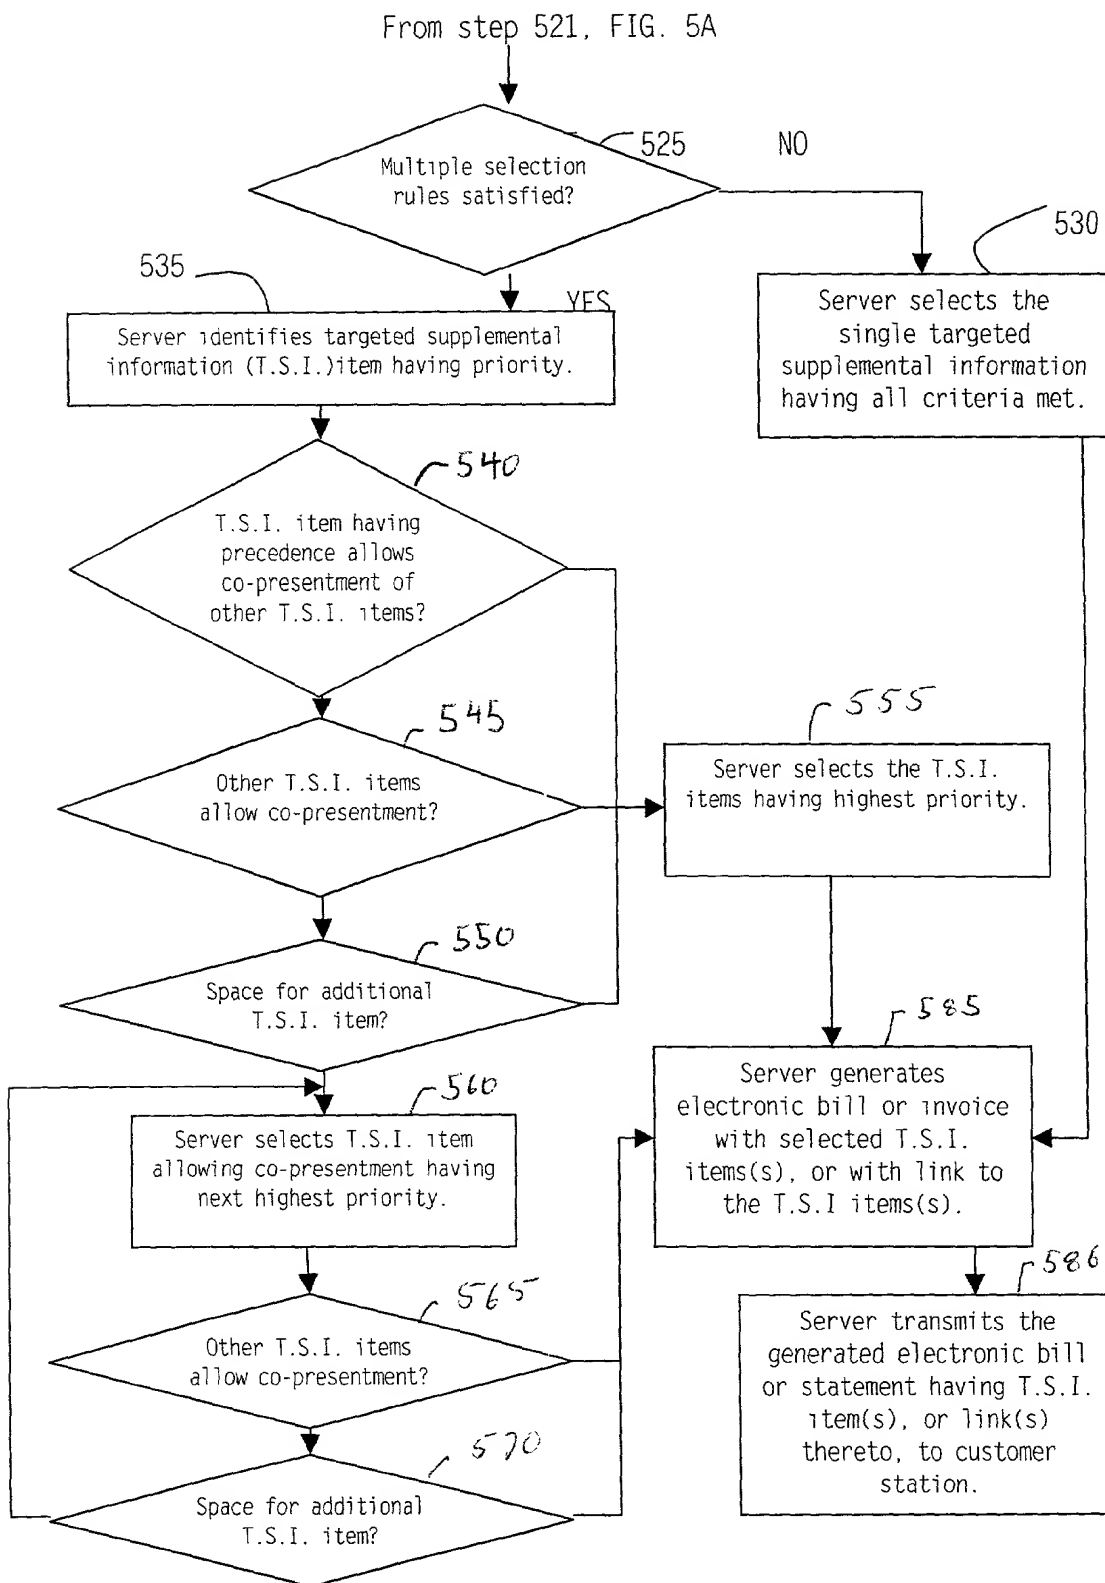 From step 521, FIG. 5A
525
NO
Multiple selection
rules satisfied?
530
535
YES
Server identifies targeted supplemental
information (T.S.I.)item having priority.
Server selects the
single targeted
supplemental information
having all criteria met.
540
T.S.I. item having
precedence allows
co-presentment of
other T.S.I. items?
545
555
Other T.S.I. items
allow co-presentment?
Server selects the T.S.I.
items having highest priority.
550
Space for additional
T.S.I. item?
585
Server generates
electronic bill or invoice
with selected T.S.I.
items(s), or with link to
the T.S.I items(s).
560
Server selects T.S.I. item
allowing co-presentment having
next highest priority.
586
565
Other T.S.I. items
allow co-presentment?
Server transmits the
generated electronic bill
or statement having T.S.I.
item(s), or link(s)
thereto, to customer
station.
570
Space for additional
T.S.I. item?